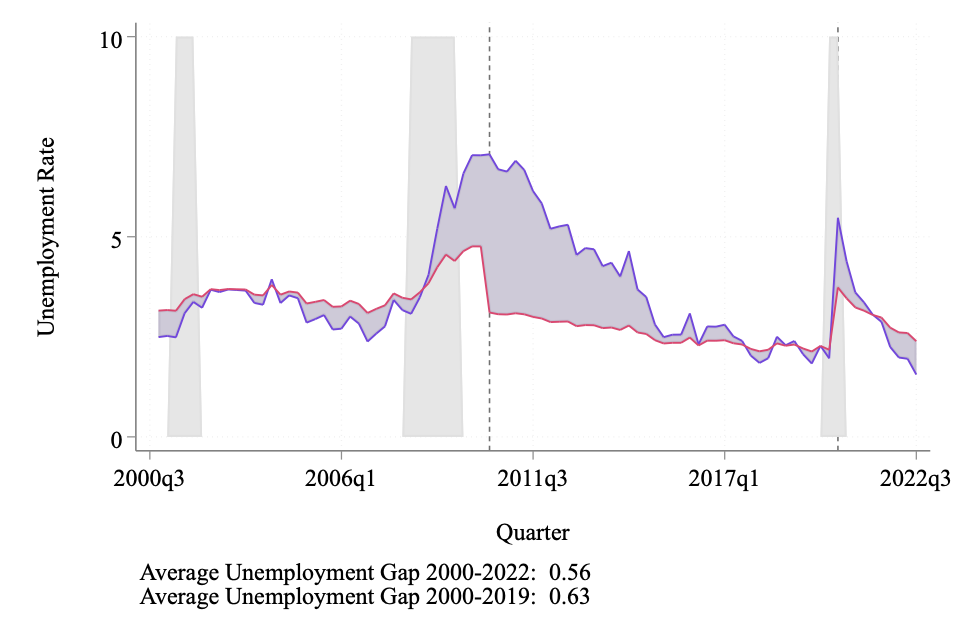 10
5
0
Unemployment Rate
2000q3 2006q1 2011q3 2017q1 2022q3
Quarter
Average Unemployment Gap 2000-2022: 0.56
Average Unemployment Gap 2000-2019: 0.63